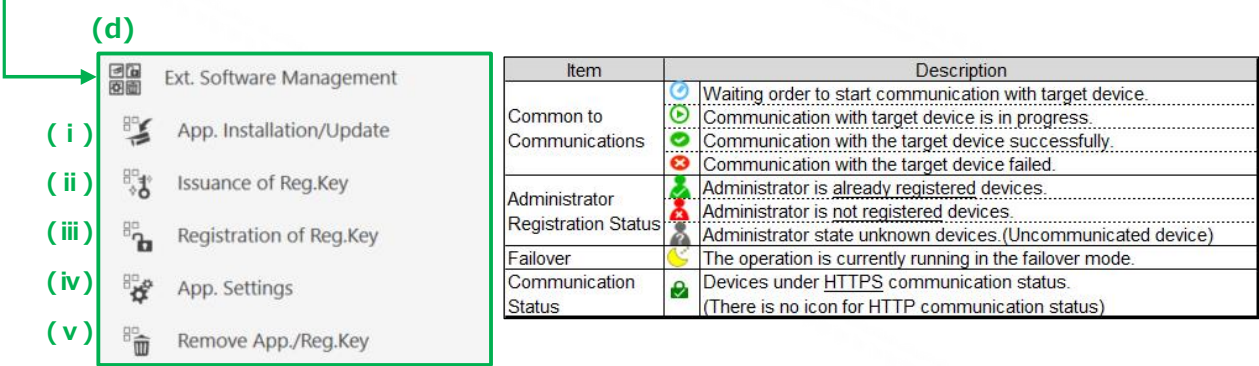 (d)
Ext. Software Management
( i ) App. Installation/Update
( ii ) Issuance of Reg.Key
( iii ) Registration of Reg.Key
( iv ) App. Settings
( v ) Remove App./Reg.Key
Item Description
Common to Communications
Waiting order to start communication with target device.
Communication with target device is in progress.
Communication with the target device successfully.
Communication with the target device failed.
Administrator
Registration Status
Administrator is already registered devices.
Administrator is not registered devices.
Administrator state unknown devices.(Uncommunicated device)
Failover The operation is currently running in the failover mode.
Communication
Status
Devices under HTTPS communication status.
(There is no icon for HTTP communication status)